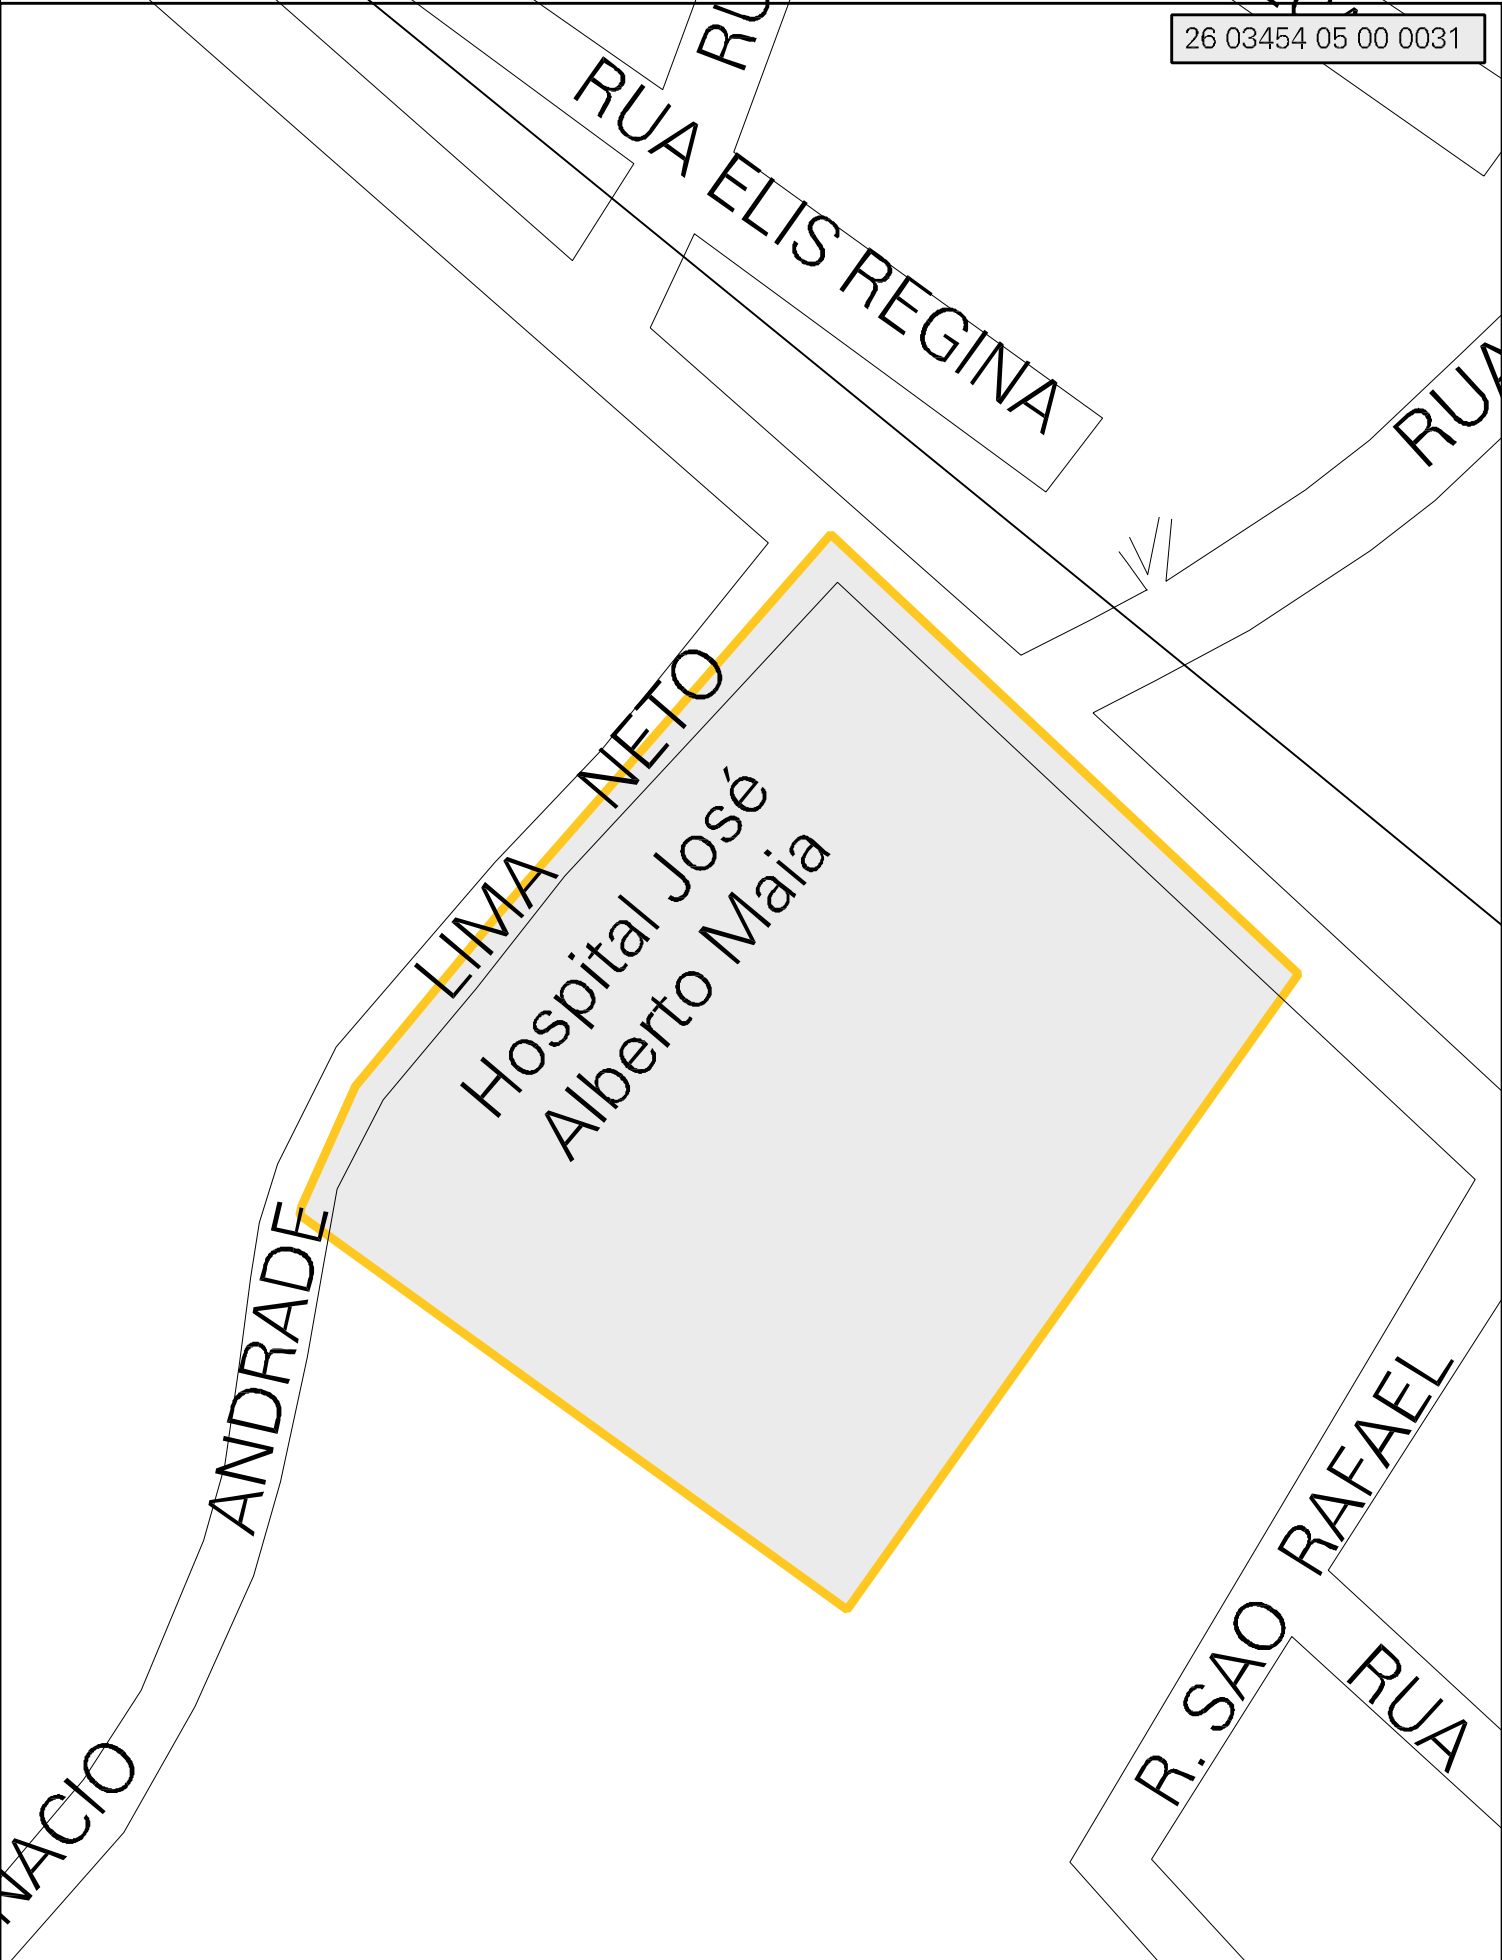 26 03454 05 00 0031
RUA ELIS REGINA
RUA
LIMA NETO
Hospital José
Alberto Maia
ANDRADE
R. SAO RAFAEL
RUA